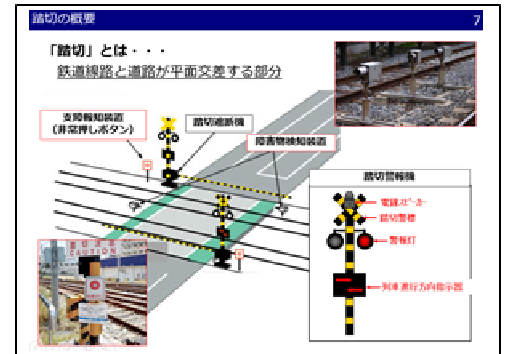 踏切の概要
7
「踏切」とは・・・
鉄道線路と道路が平面交差する部分
支障報知装置
(非常押しボタン)
踏切遮断機
障害物検知装置
踏切警報機
電鐘スピーカー
踏切警標
警報灯
列車進行方向指示器
CAUTION